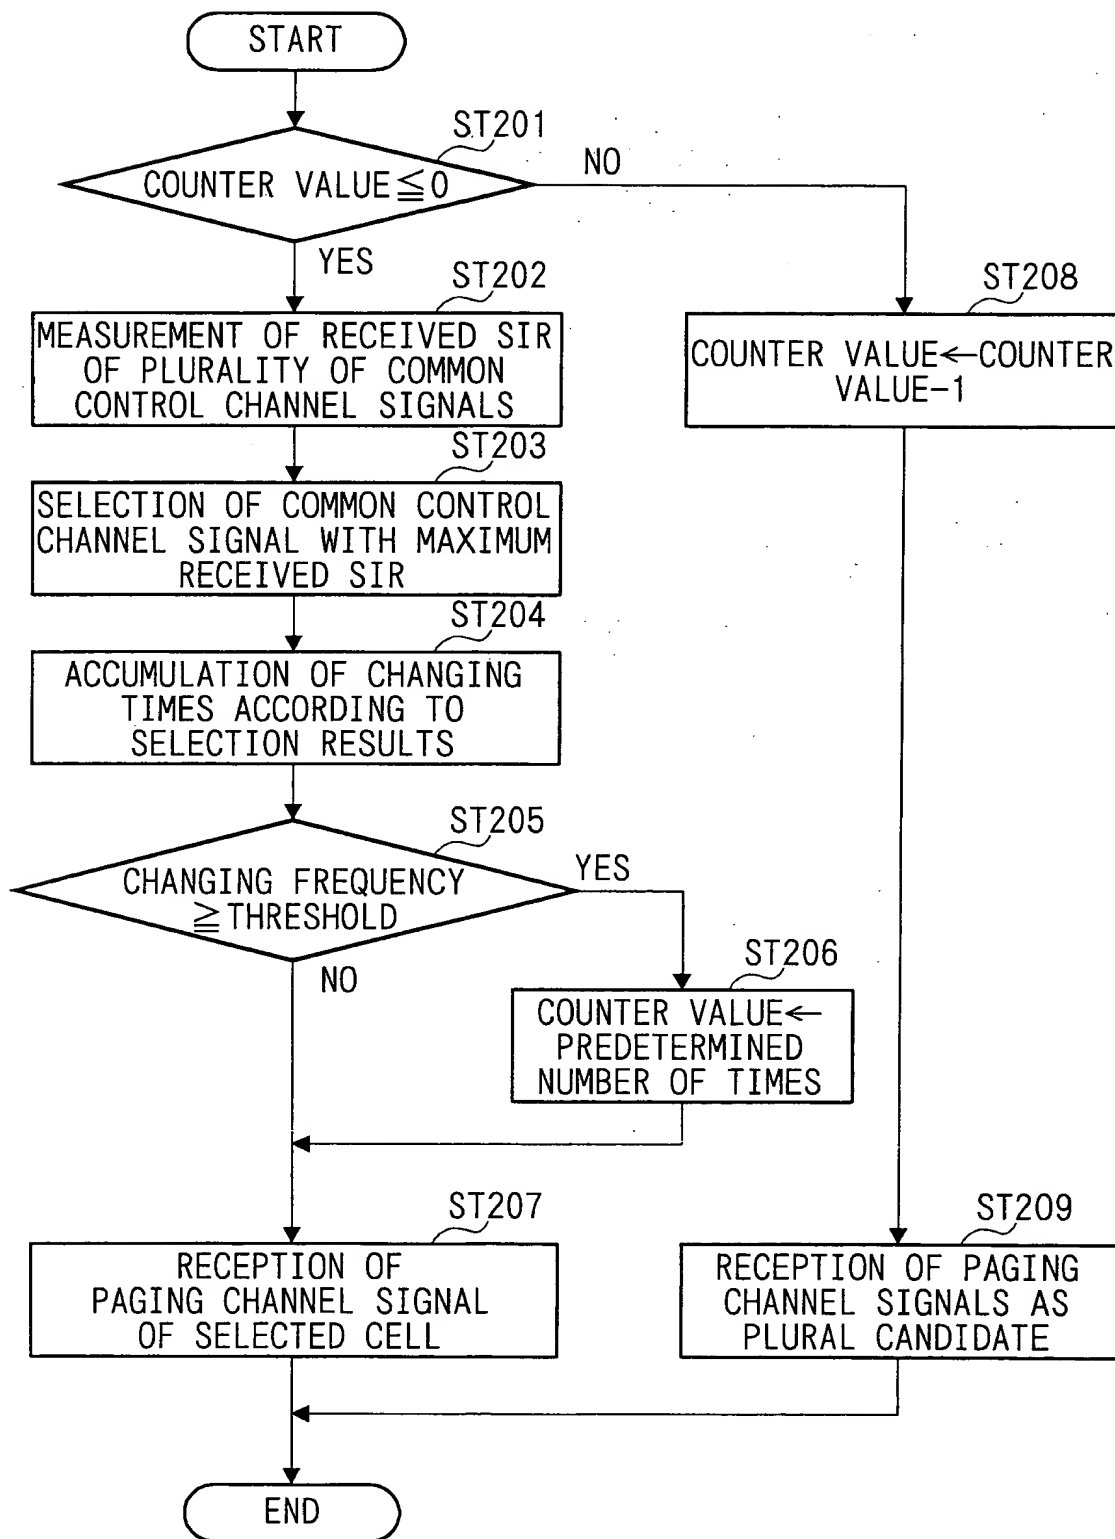 START
ST201
COUNTER VALUE≦0
NO
YES
ST202
MEASUREMENT OF RECEIVED SIR
OF PLURALITY OF COMMON
CONTROL CHANNEL SIGNALS
ST208
COUNTER VALUE←COUNTER
VALUE-1
ST203
SELECTION OF COMMON CONTROL
CHANNEL SIGNAL WITH MAXIMUM
RECEIVED SIR
ST204
ACCUMULATION OF CHANGING
TIMES ACCORDING TO
SELECTION RESULTS
ST205
CHANGING FREQUENCY
≧THRESHOLD
YES
NO
ST206
COUNTER VALUE←
PREDETERMINED
NUMBER OF TIMES
ST207
RECEPTION OF
PAGING CHANNEL SIGNAL
OF SELECTED CELL
ST209
RECEPTION OF PAGING
CHANNEL SIGNALS AS
PLURAL CANDIDATE
END